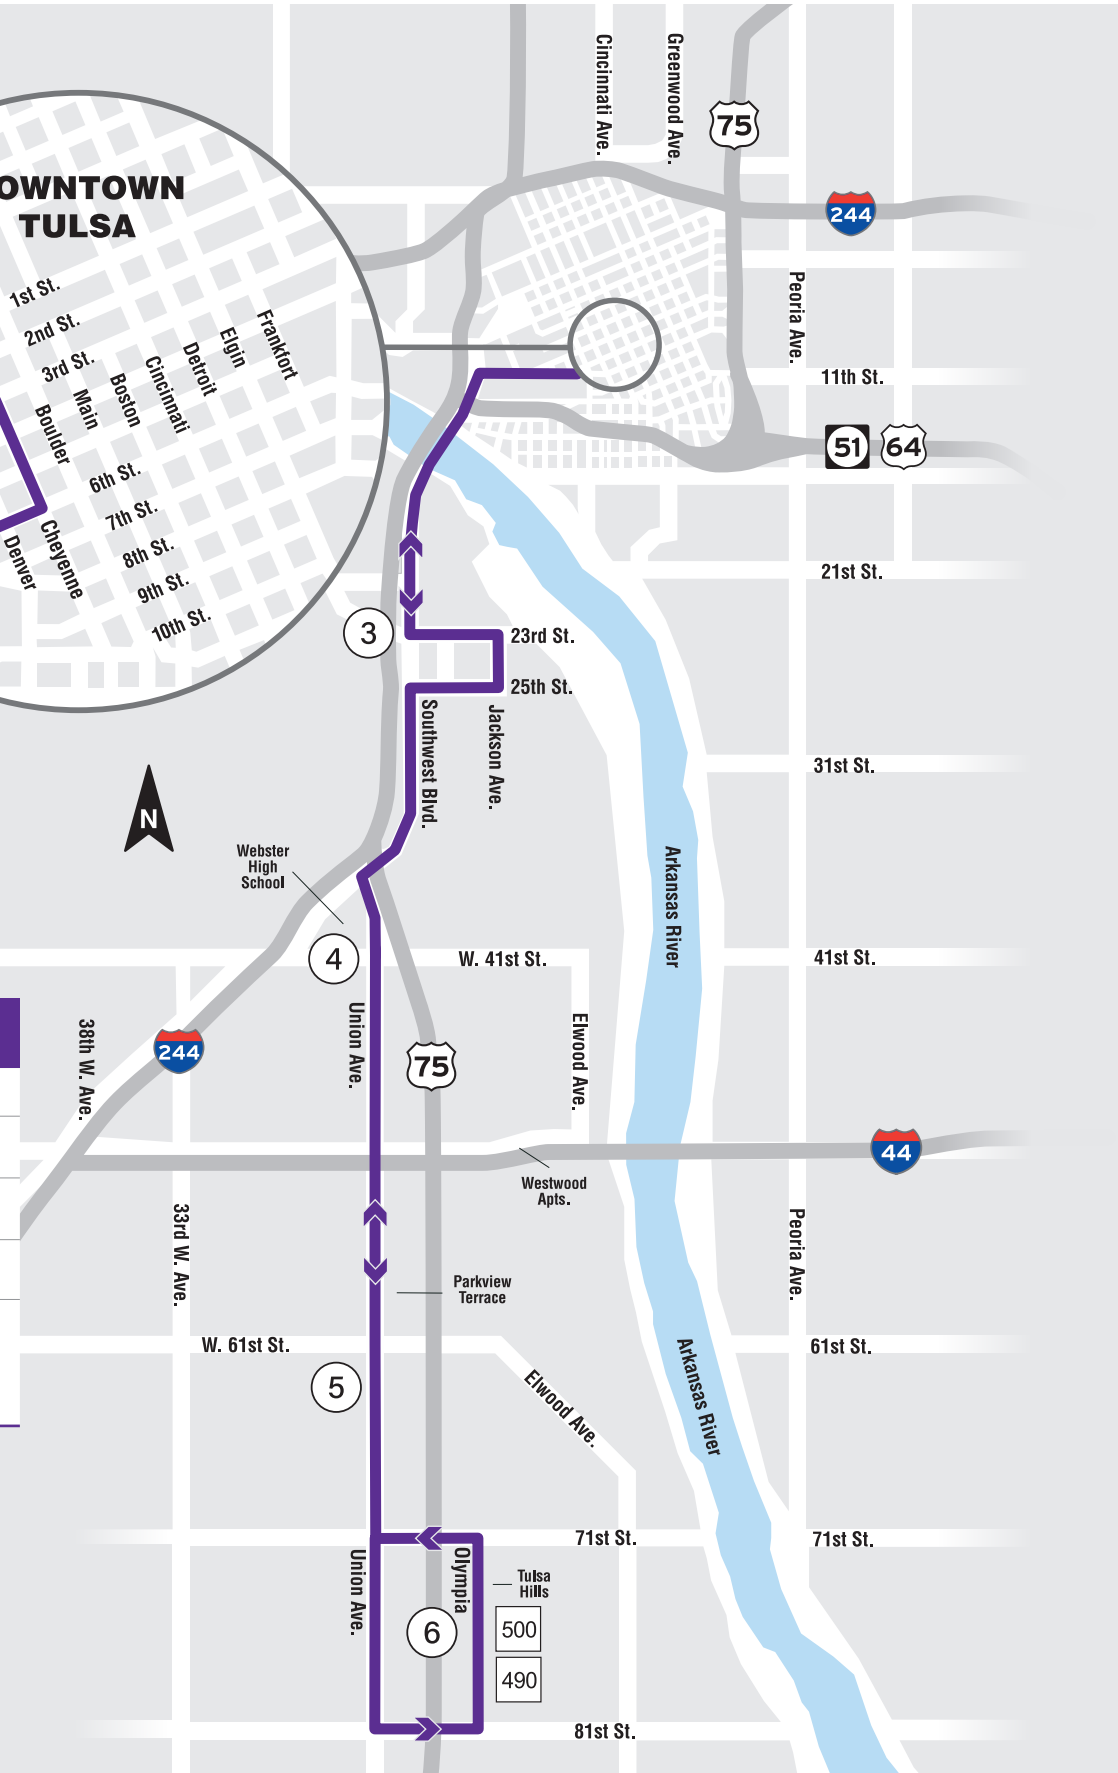 Cincinnati Ave.
Greenwood Ave.
75
OWNTOWN
TULSA
244
1st St.
2nd St.
3rd St.
Frankfort
Elgin
Detroit
Cincinnati
Boston
Main
Boulder
Peoria Ave.
11th St.
51
64
6th St.
7th St.
8th St.
9th St.
10th St.
Cheyenne
Denver
21st St.
3
23rd St.
25th St.
Southwest Blvd.
Jackson Ave.
31st St.
N
Webster
High
School
Arkansas River
4
W. 41st St.
41st St.
38th W. Ave.
244
Union Ave.
75
Elwood Ave.
44
Westwood
Apts.
33rd W. Ave.
Peoria Ave.
Parkview
Terrace
W. 61st St.
61st St.
5
Elwood Ave.
Arkansas River
71st St.
71st St.
Union Ave.
Olympia
Tulsa
Hills
6
500
490
81st St.